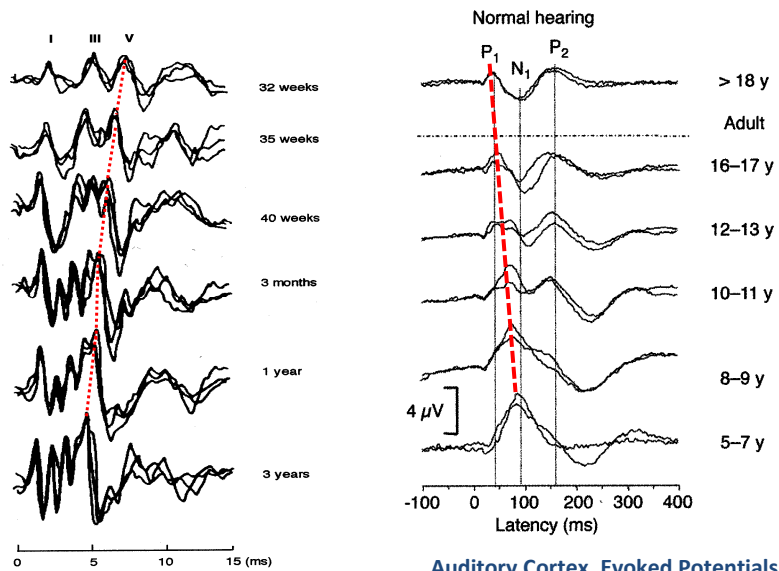 I III V
32 weeks
35 weeks
40 weeks
3 months
1 year
3 years
0 5 10 15 (ms)
Normal hearing
P1 N1 P2
> 18 y
Adult
16–17 y
12–13 y
10–11 y
8–9 y
4 µV
5–7 y
-100 0 100 200 300 400
Latency (ms)
Auditory Cortex Evoked Potentials